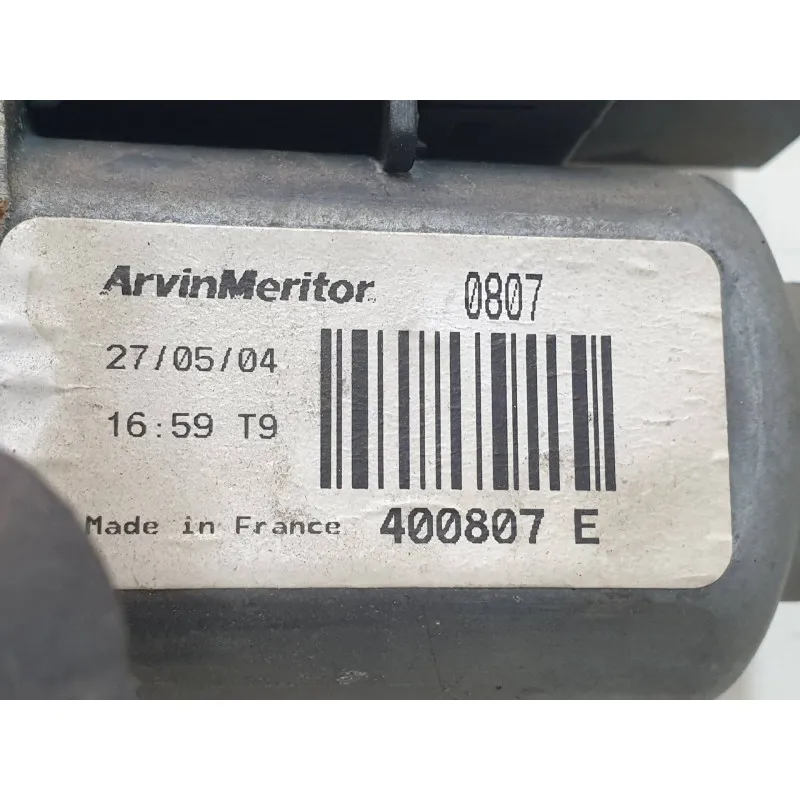 ArvinMeritor 0807
27/05/04
16:59 T9
Made in France 400807 E